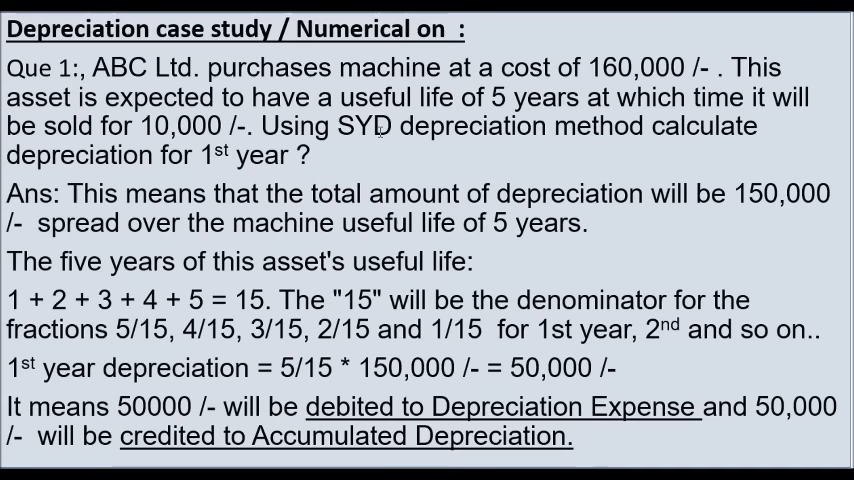 Depreciation case study / Numerical on :
Que 1:, ABC Ltd. purchases machine at a cost of 160,000 /- . This
asset is expected to have a useful life of 5 years at which time it will
be sold for 10,000 /-. Using SYD depreciation method calculate
depreciation for 1st year ?
Ans: This means that the total amount of depreciation will be 150,000
/- spread over the machine useful life of 5 years.
The five years of this asset's useful life:
1 + 2 + 3 + 4 + 5 = 15. The "15" will be the denominator for the
fractions 5/15, 4/15, 3/15, 2/15 and 1/15 for 1st year, 2nd and so on..
1st year depreciation = 5/15 * 150,000 /- = 50,000 /-
It means 50000 /- will be debited to Depreciation Expense and 50,000
/- will be credited to Accumulated Depreciation.